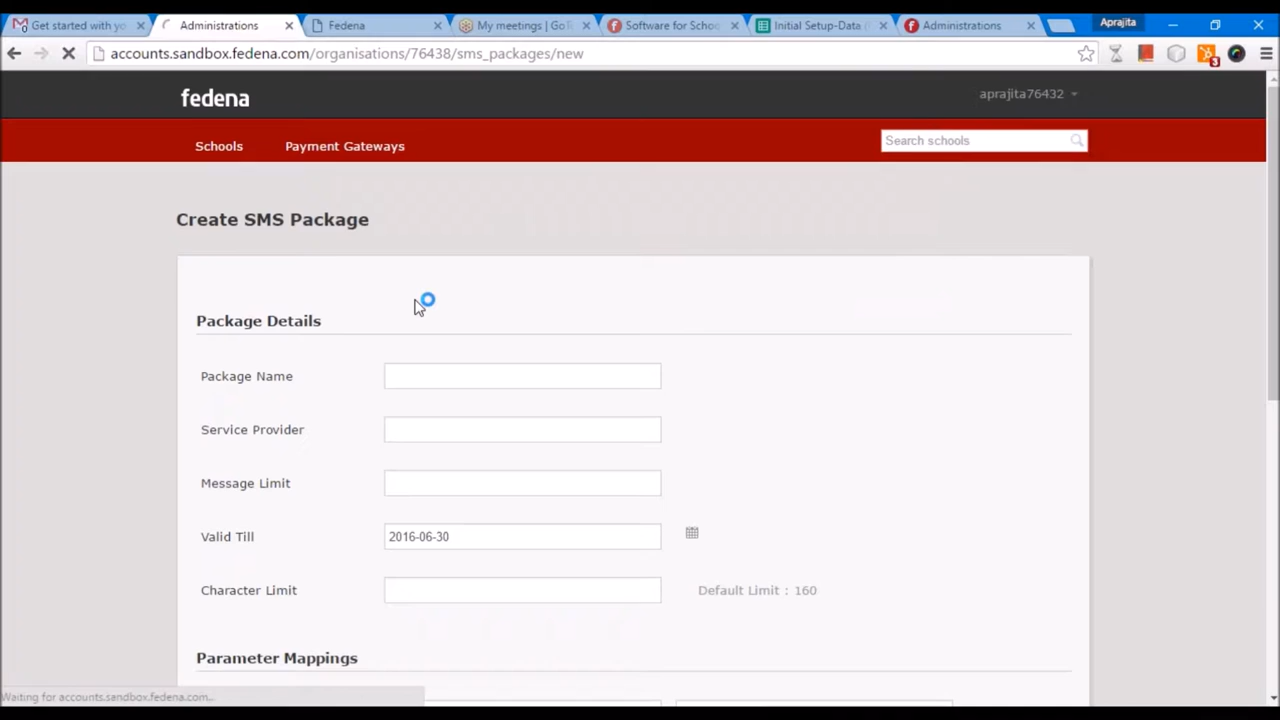 Get started with yo
Administrations
Fedena
My meetings | GoTo
Software for Schoo
Initial Setup-Data (
Administrations
Aprajita
accounts.sandbox.fedena.com/organisations/76438/sms_packages/new
3
fedena
aprajita76432
Schools
Payment Gateways
Search schools
Create SMS Package
Package Details
Package Name
Service Provider
Message Limit
Valid Till
2016-06-30
Character Limit
Default Limit : 160
Parameter Mappings
Waiting for accounts.sandbox.fedena.com...